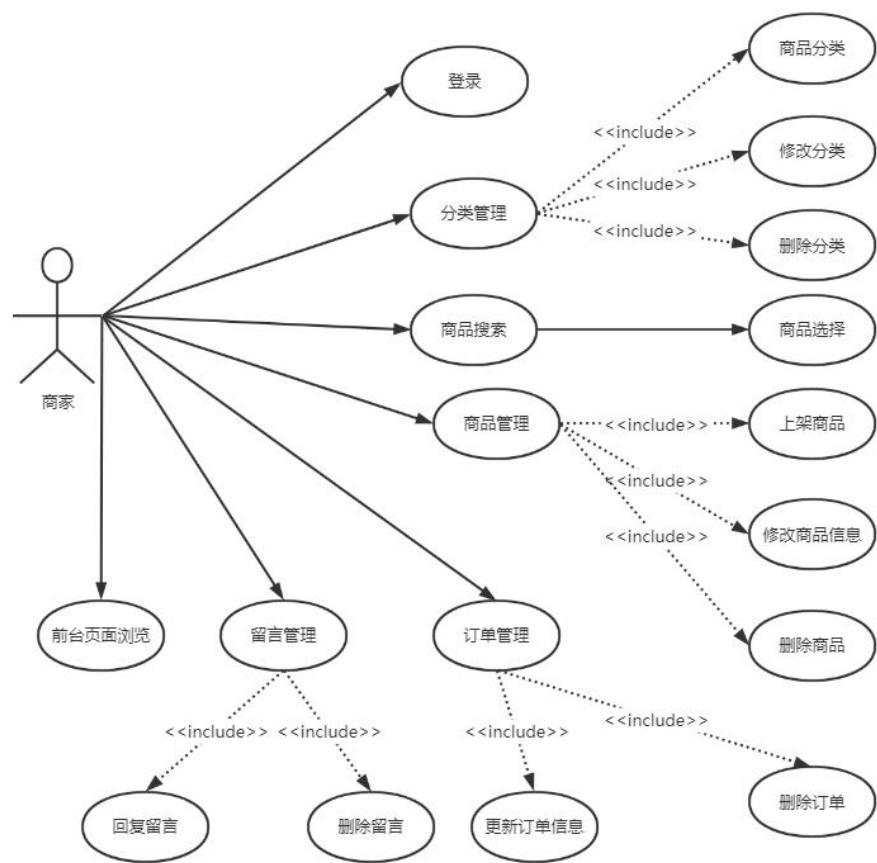 商品分类
登录
<<include>>
修改分类
<<include>>
分类管理
<<include>>
删除分类
商品搜索
商品选择
商家
商品管理
<<include>>
上架商品
<<include>>
修改商品信息
<<include>>
前台页面浏览
留言管理
订单管理
删除商品
<<include>>
<<include>>
<<include>>
<<include>>
回复留言
删除留言
更新订单信息
删除订单